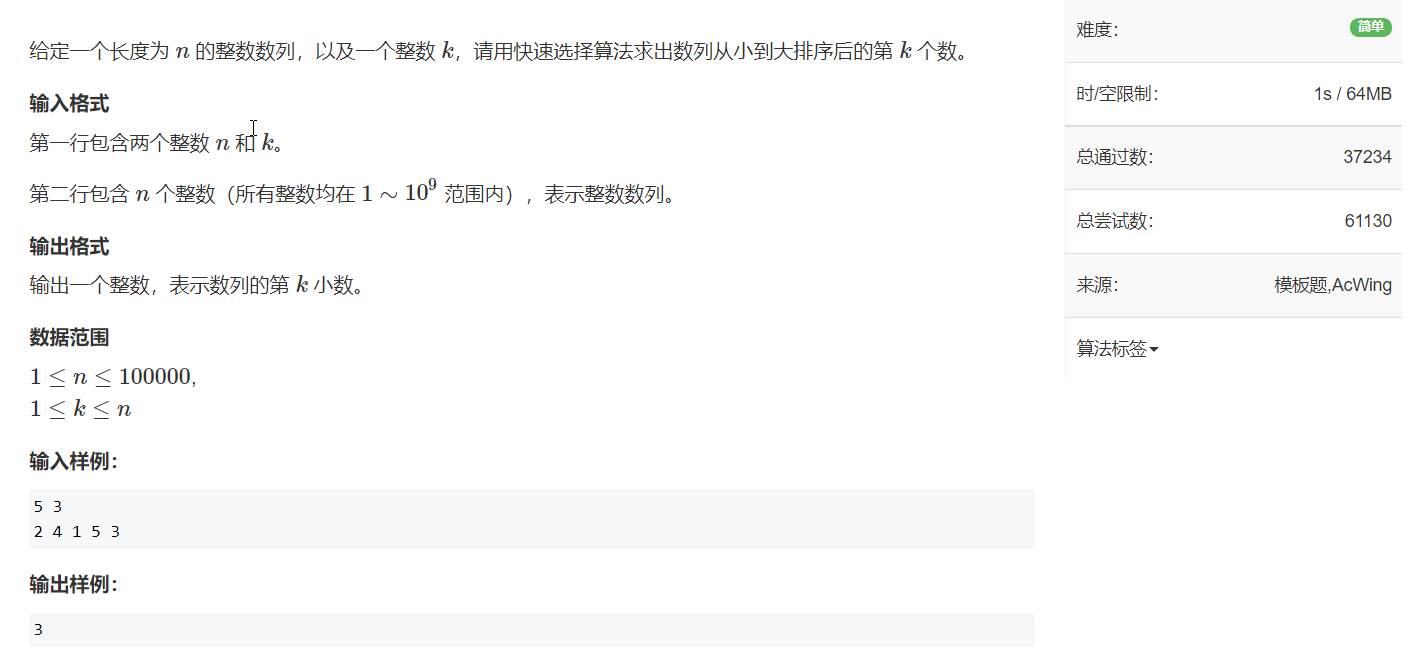 给定一个长度为 n 的整数数列，以及一个整数 k，请用快速选择算法求出数列从小到大排序后的第 k 个数。
输入格式
第一行包含两个整数 n 和 k。
第二行包含 n 个整数（所有整数均在 1 ∼ 10⁹ 范围内），表示整数数列。
输出格式
输出一个整数，表示数列的第 k 小数。
数据范围
1 ≤ n ≤ 100000,
1 ≤ k ≤ n
输入样例：
5 3
2 4 1 5 3
输出样例：
3
难度： 简单
时/空限制： 1s / 64MB
总通过数： 37234
总尝试数： 61130
来源： 模板题,AcWing
算法标签